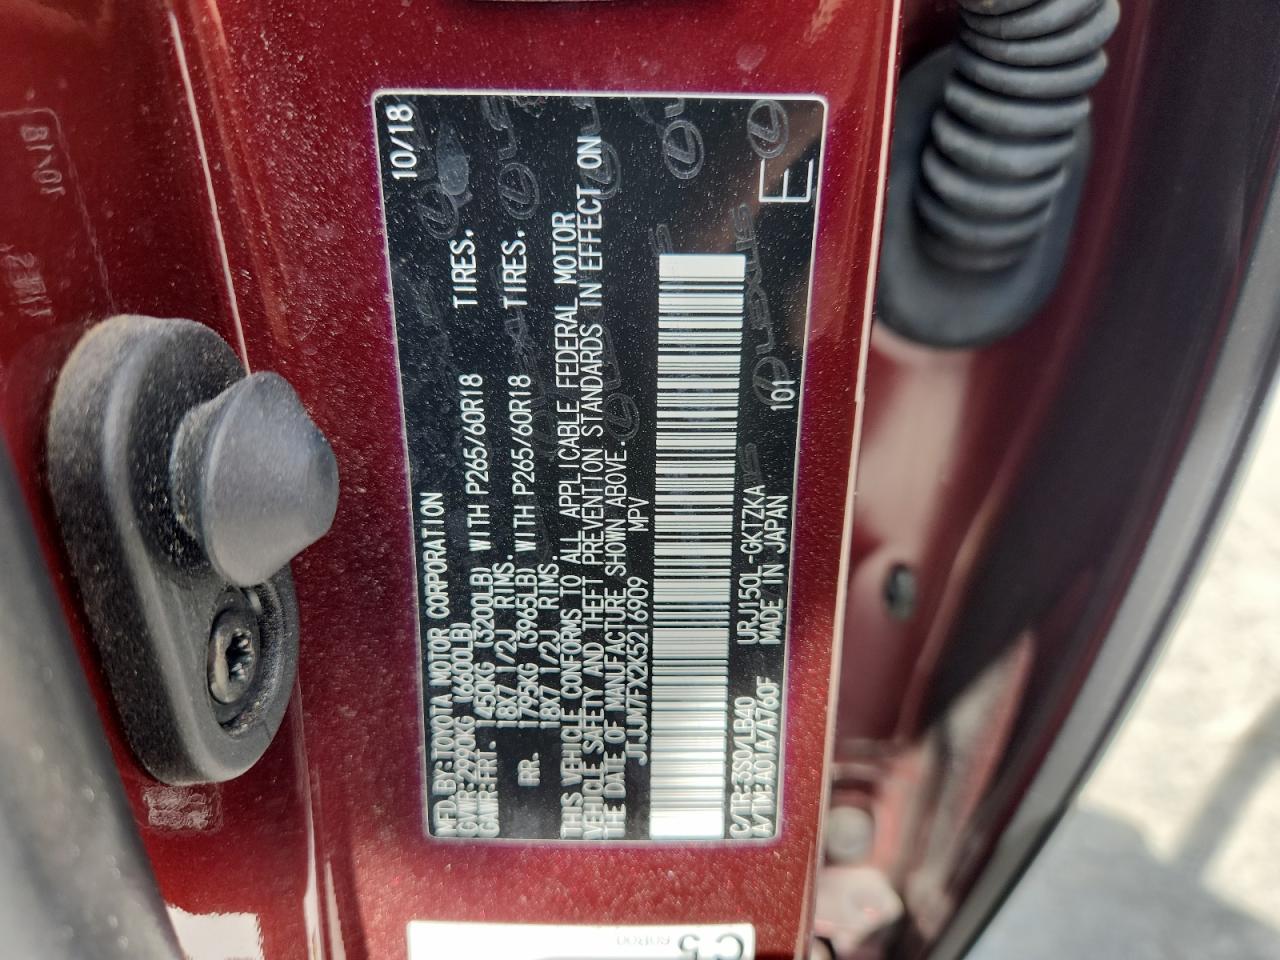 MFD. BY: TOYOTA MOTOR CORPORATION 10/18
GVWR: 2990KG (6600LB)
GAWR: FRT. 1450KG (3200LB) WITH P265/60R18 TIRES.
18X7 1/2J RIMS.
RR. 1795KG (3965LB) WITH P265/60R18 TIRES.
18X7 1/2J RIMS.
THIS VEHICLE CONFORMS TO ALL APPLICABLE FEDERAL MOTOR
VEHICLE SAFETY AND THEFT PREVENTION STANDARDS IN EFFECT ON
THE DATE OF MANUFACTURE SHOWN ABOVE.
JTJJM7FX2K5216909 MPV
C/TR: 3S0/LB40 URJ150L-GKTZKA 101
A/TM: A01A/A760F MADE IN JAPAN
E
LEXUS
C5